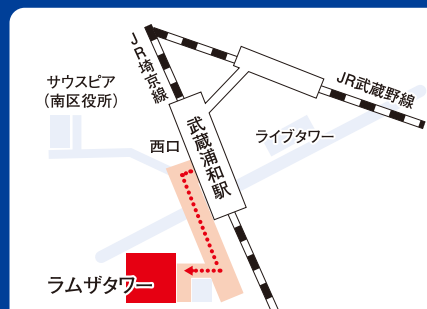 JR埼京線
JR武蔵野線
サウスピア
(南区役所)
西口
武蔵浦和駅
ライブタワー
ラムザタワー